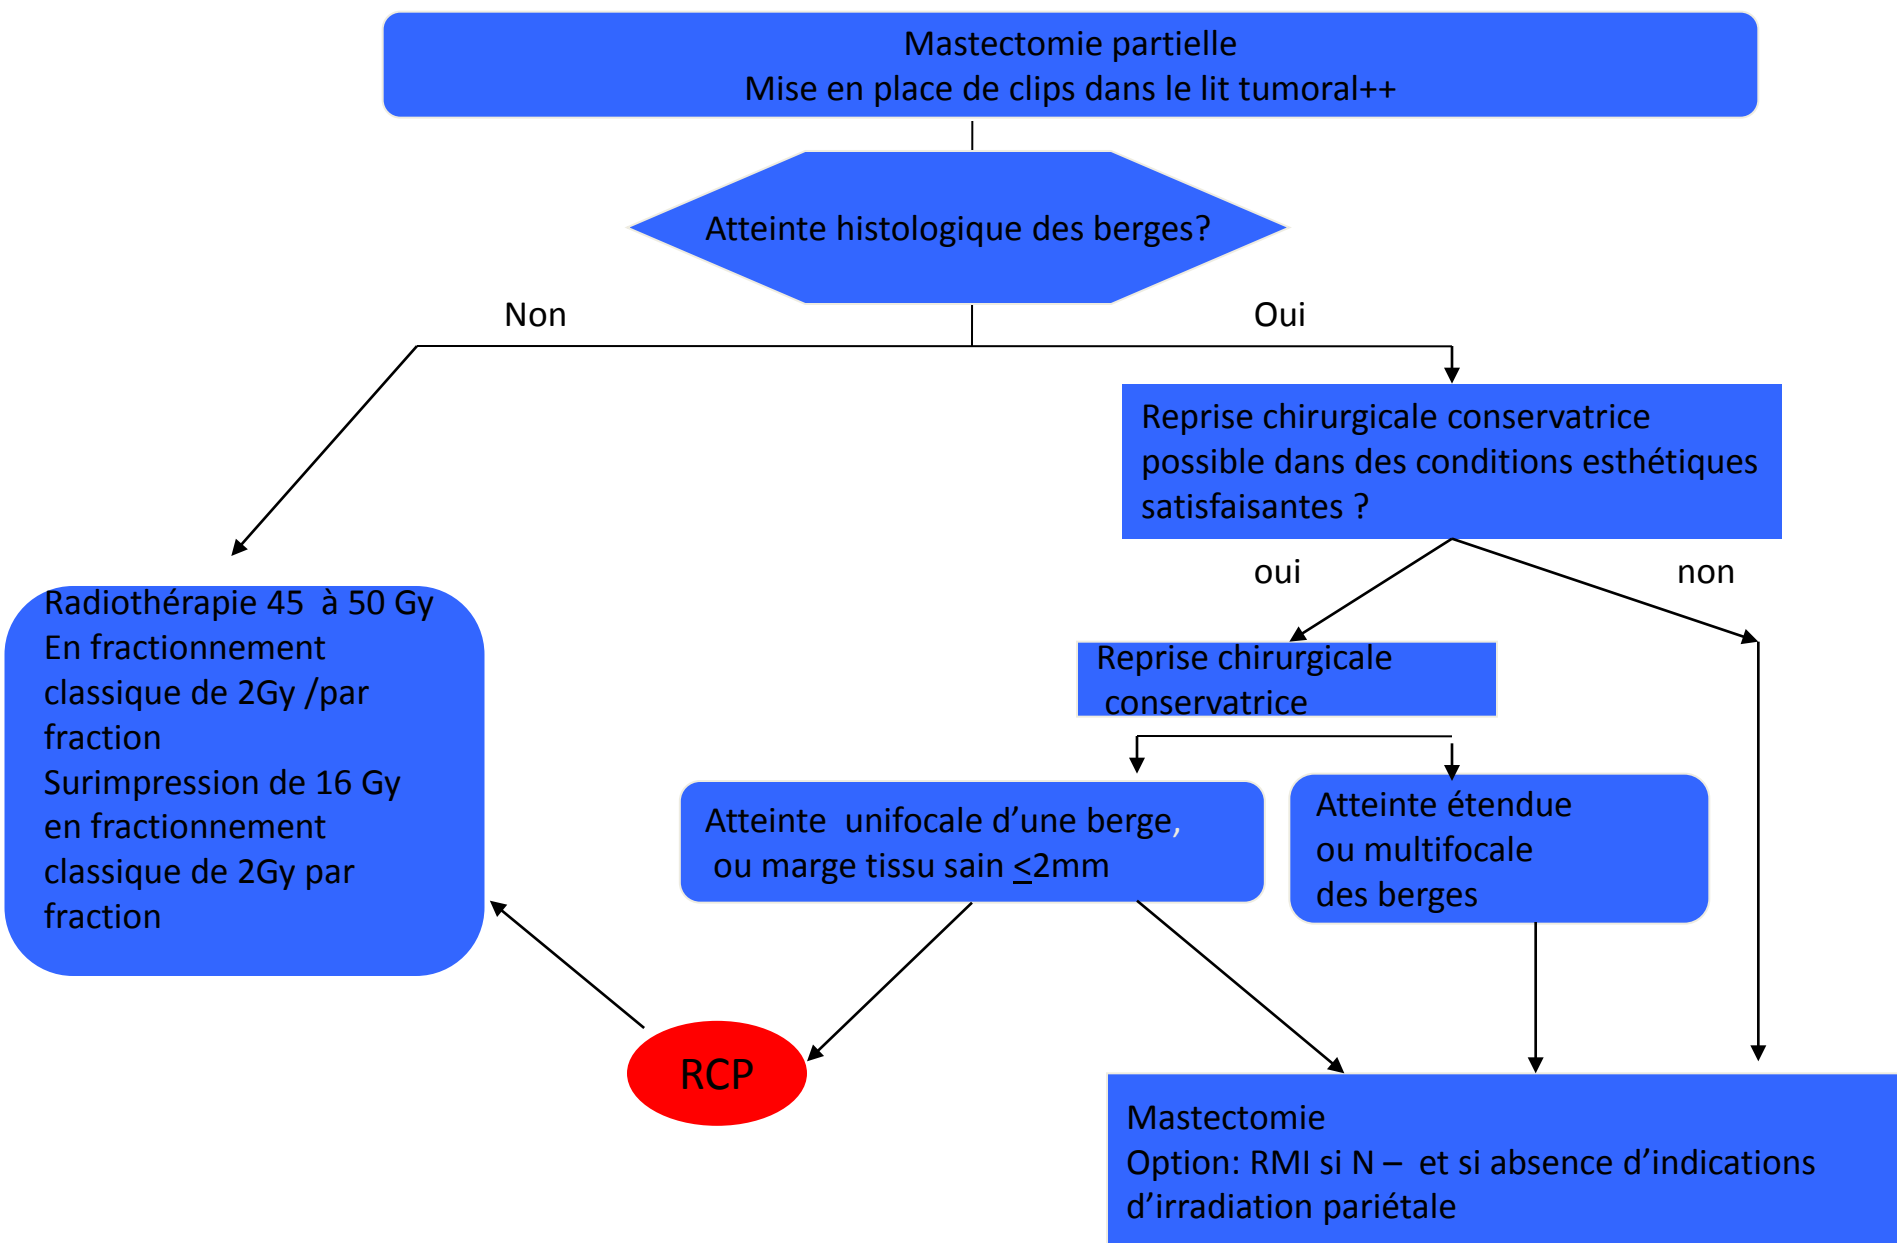 Mastectomie partielle
Mise en place de clips dans le lit tumoral++
Atteinte histologique des berges?
Non
Oui
Reprise chirurgicale conservatrice
possible dans des conditions esthétiques
satisfaisantes ?
oui
non
Radiothérapie 45 à 50 Gy
En fractionnement
classique de 2Gy /par
fraction
Surimpression de 16 Gy
en fractionnement
classique de 2Gy par
fraction
Reprise chirurgicale
conservatrice
Atteinte unifocale d’une berge,
ou marge tissu sain ≤2mm
Atteinte étendue
ou multifocale
des berges
RCP
Mastectomie
Option: RMI si N – et si absence d’indications
d’irradiation pariétale